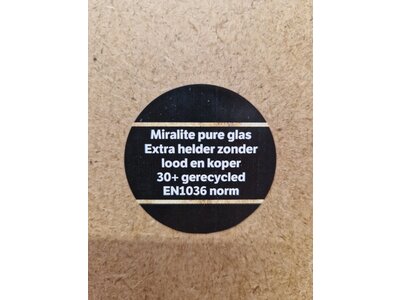 Miralite pure glas
Extra helder zonder
lood en koper
30+ gerecycled
EN1036 norm